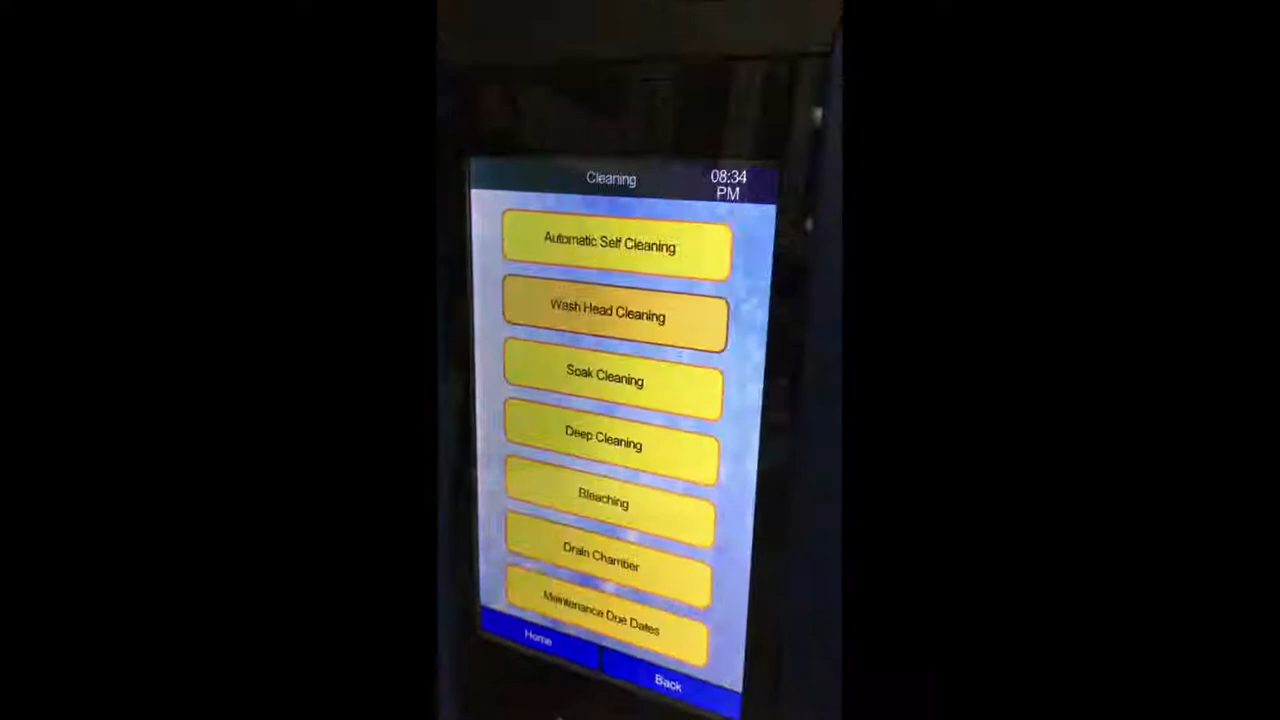 Cleaning
08:34
PM
Automatic Self Cleaning
Wash Head Cleaning
Soak Cleaning
Deep Cleaning
Bleaching
Drain Chamber
Maintenance Due Dates
Home
Back